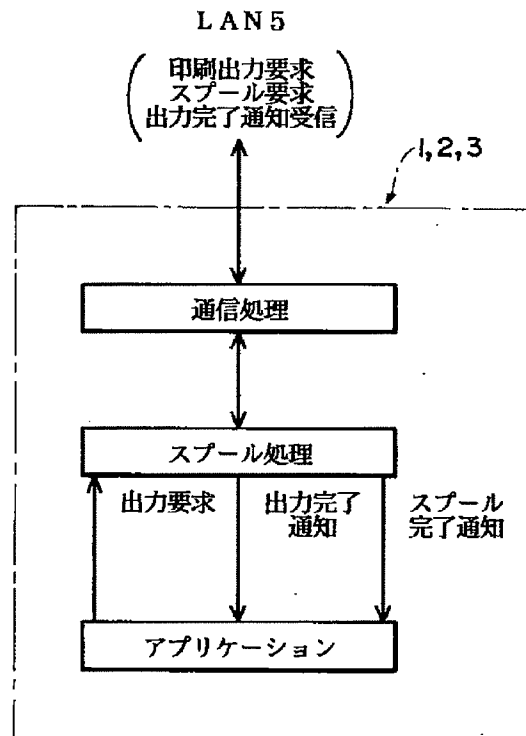 LAN5
印刷出力要求
スプール要求
出力完了通知受信
1,2,3
通信処理
スプール処理
出力要求
出力完了
通知
スプール
完了通知
アプリケーション